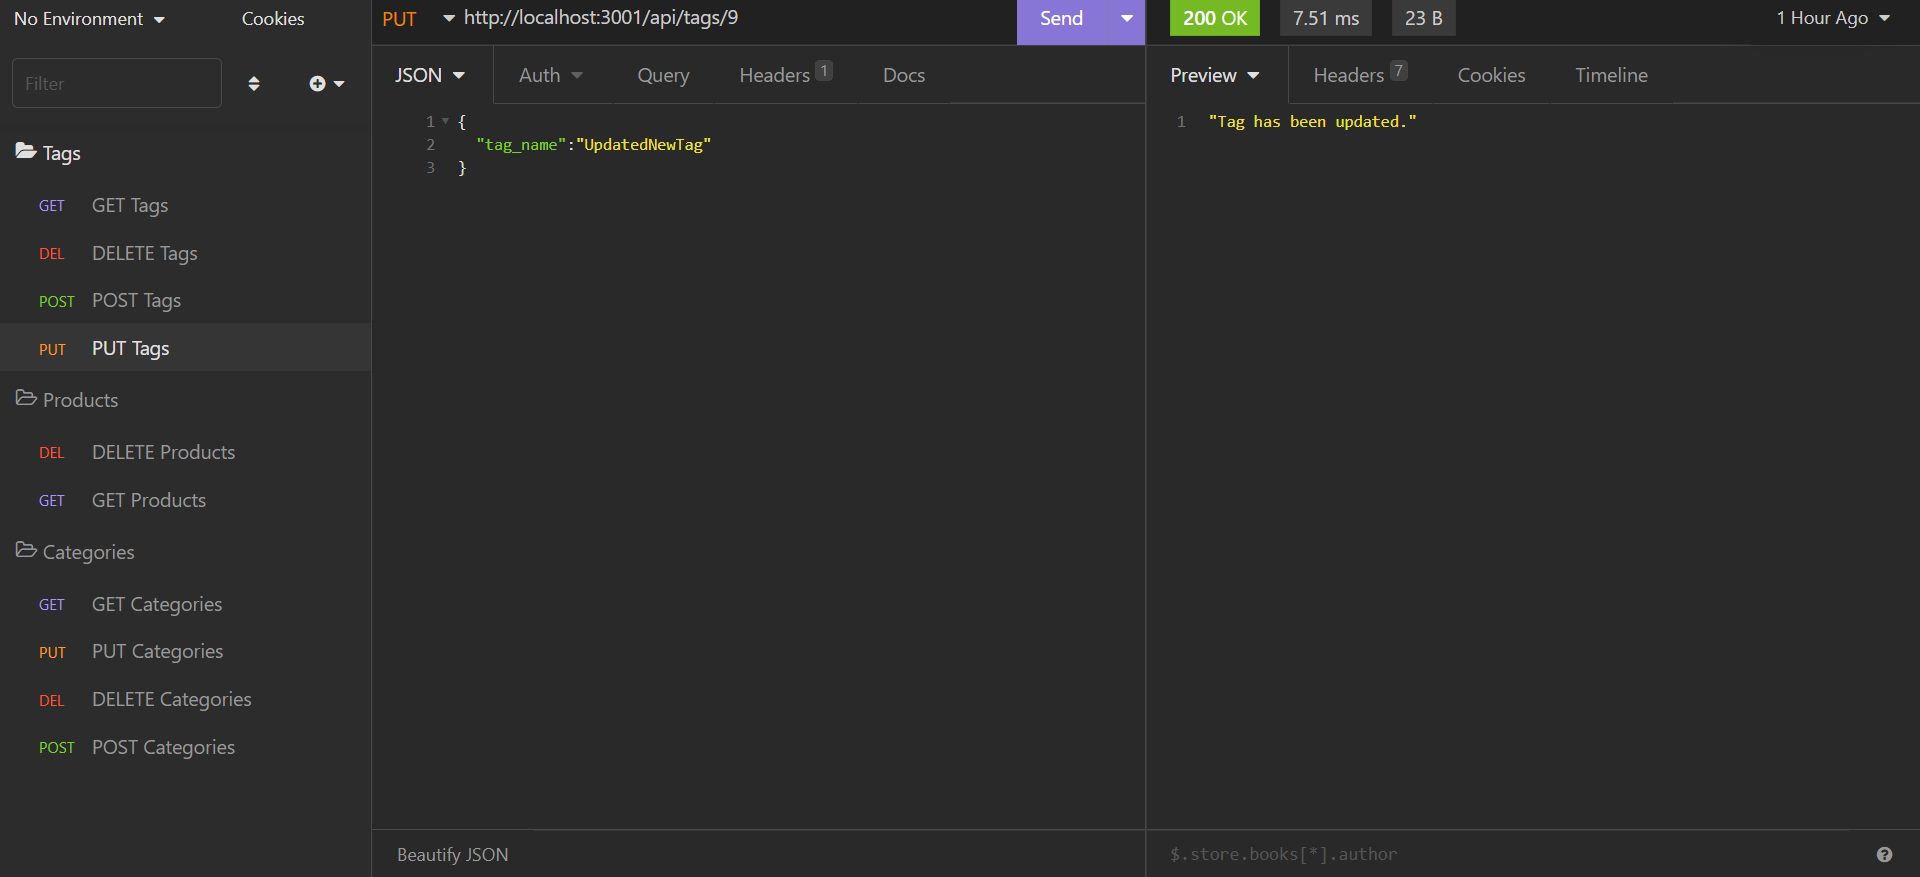 No Environment
Cookies
Filter
Tags
GET GET Tags
DEL DELETE Tags
POST POST Tags
PUT PUT Tags
Products
DEL DELETE Products
GET GET Products
Categories
GET GET Categories
PUT PUT Categories
DEL DELETE Categories
POST POST Categories
PUT http://localhost:3001/api/tags/9 Send
JSON Auth Query Headers 1 Docs
1 {
2 "tag_name":"UpdatedNewTag"
3 }
Beautify JSON
200 OK 7.51 ms 23 B 1 Hour Ago
Preview Headers 7 Cookies Timeline
1 "Tag has been updated."
$.store.books[*].author